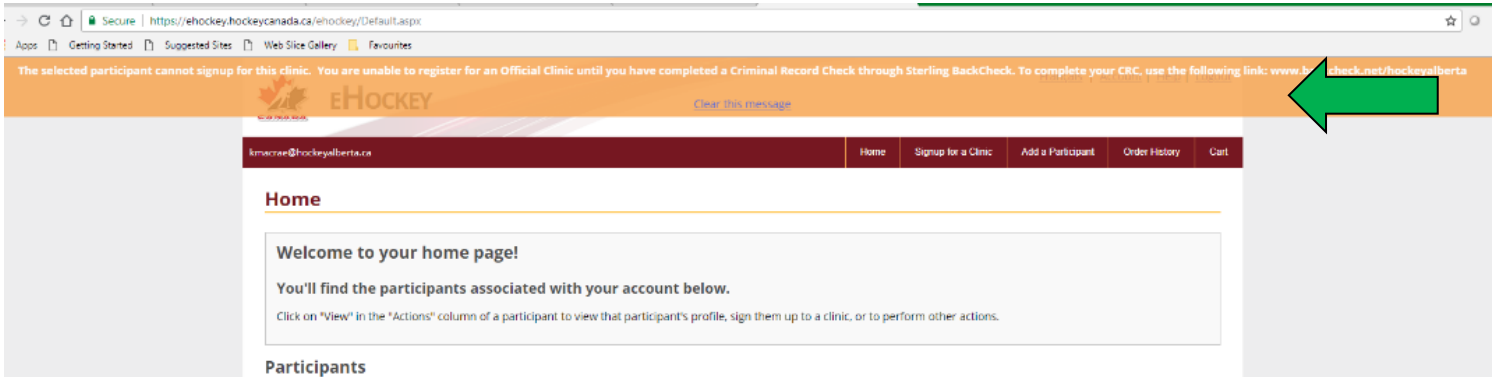 Secure | https://ehockey.hockeycanada.ca/ehockey/Default.aspx
Apps Getting Started Suggested Sites Web Slice Gallery Favourites
The selected participant cannot signup for this clinic. You are unable to register for an Official Clinic until you have completed a Criminal Record Check through Sterling BackCheck. To complete your CRC, use the following link:
eHOCKEY
Clear this message
kmacrae@hockeyalberta.ca
Home Signup for a Clinic Add a Participant Order History Cart
Home
Welcome to your home page!
You'll find the participants associated with your account below.
Click on "View" in the "Actions" column of a participant to view that participant's profile, sign them up to a clinic, or to perform other actions.
Participants